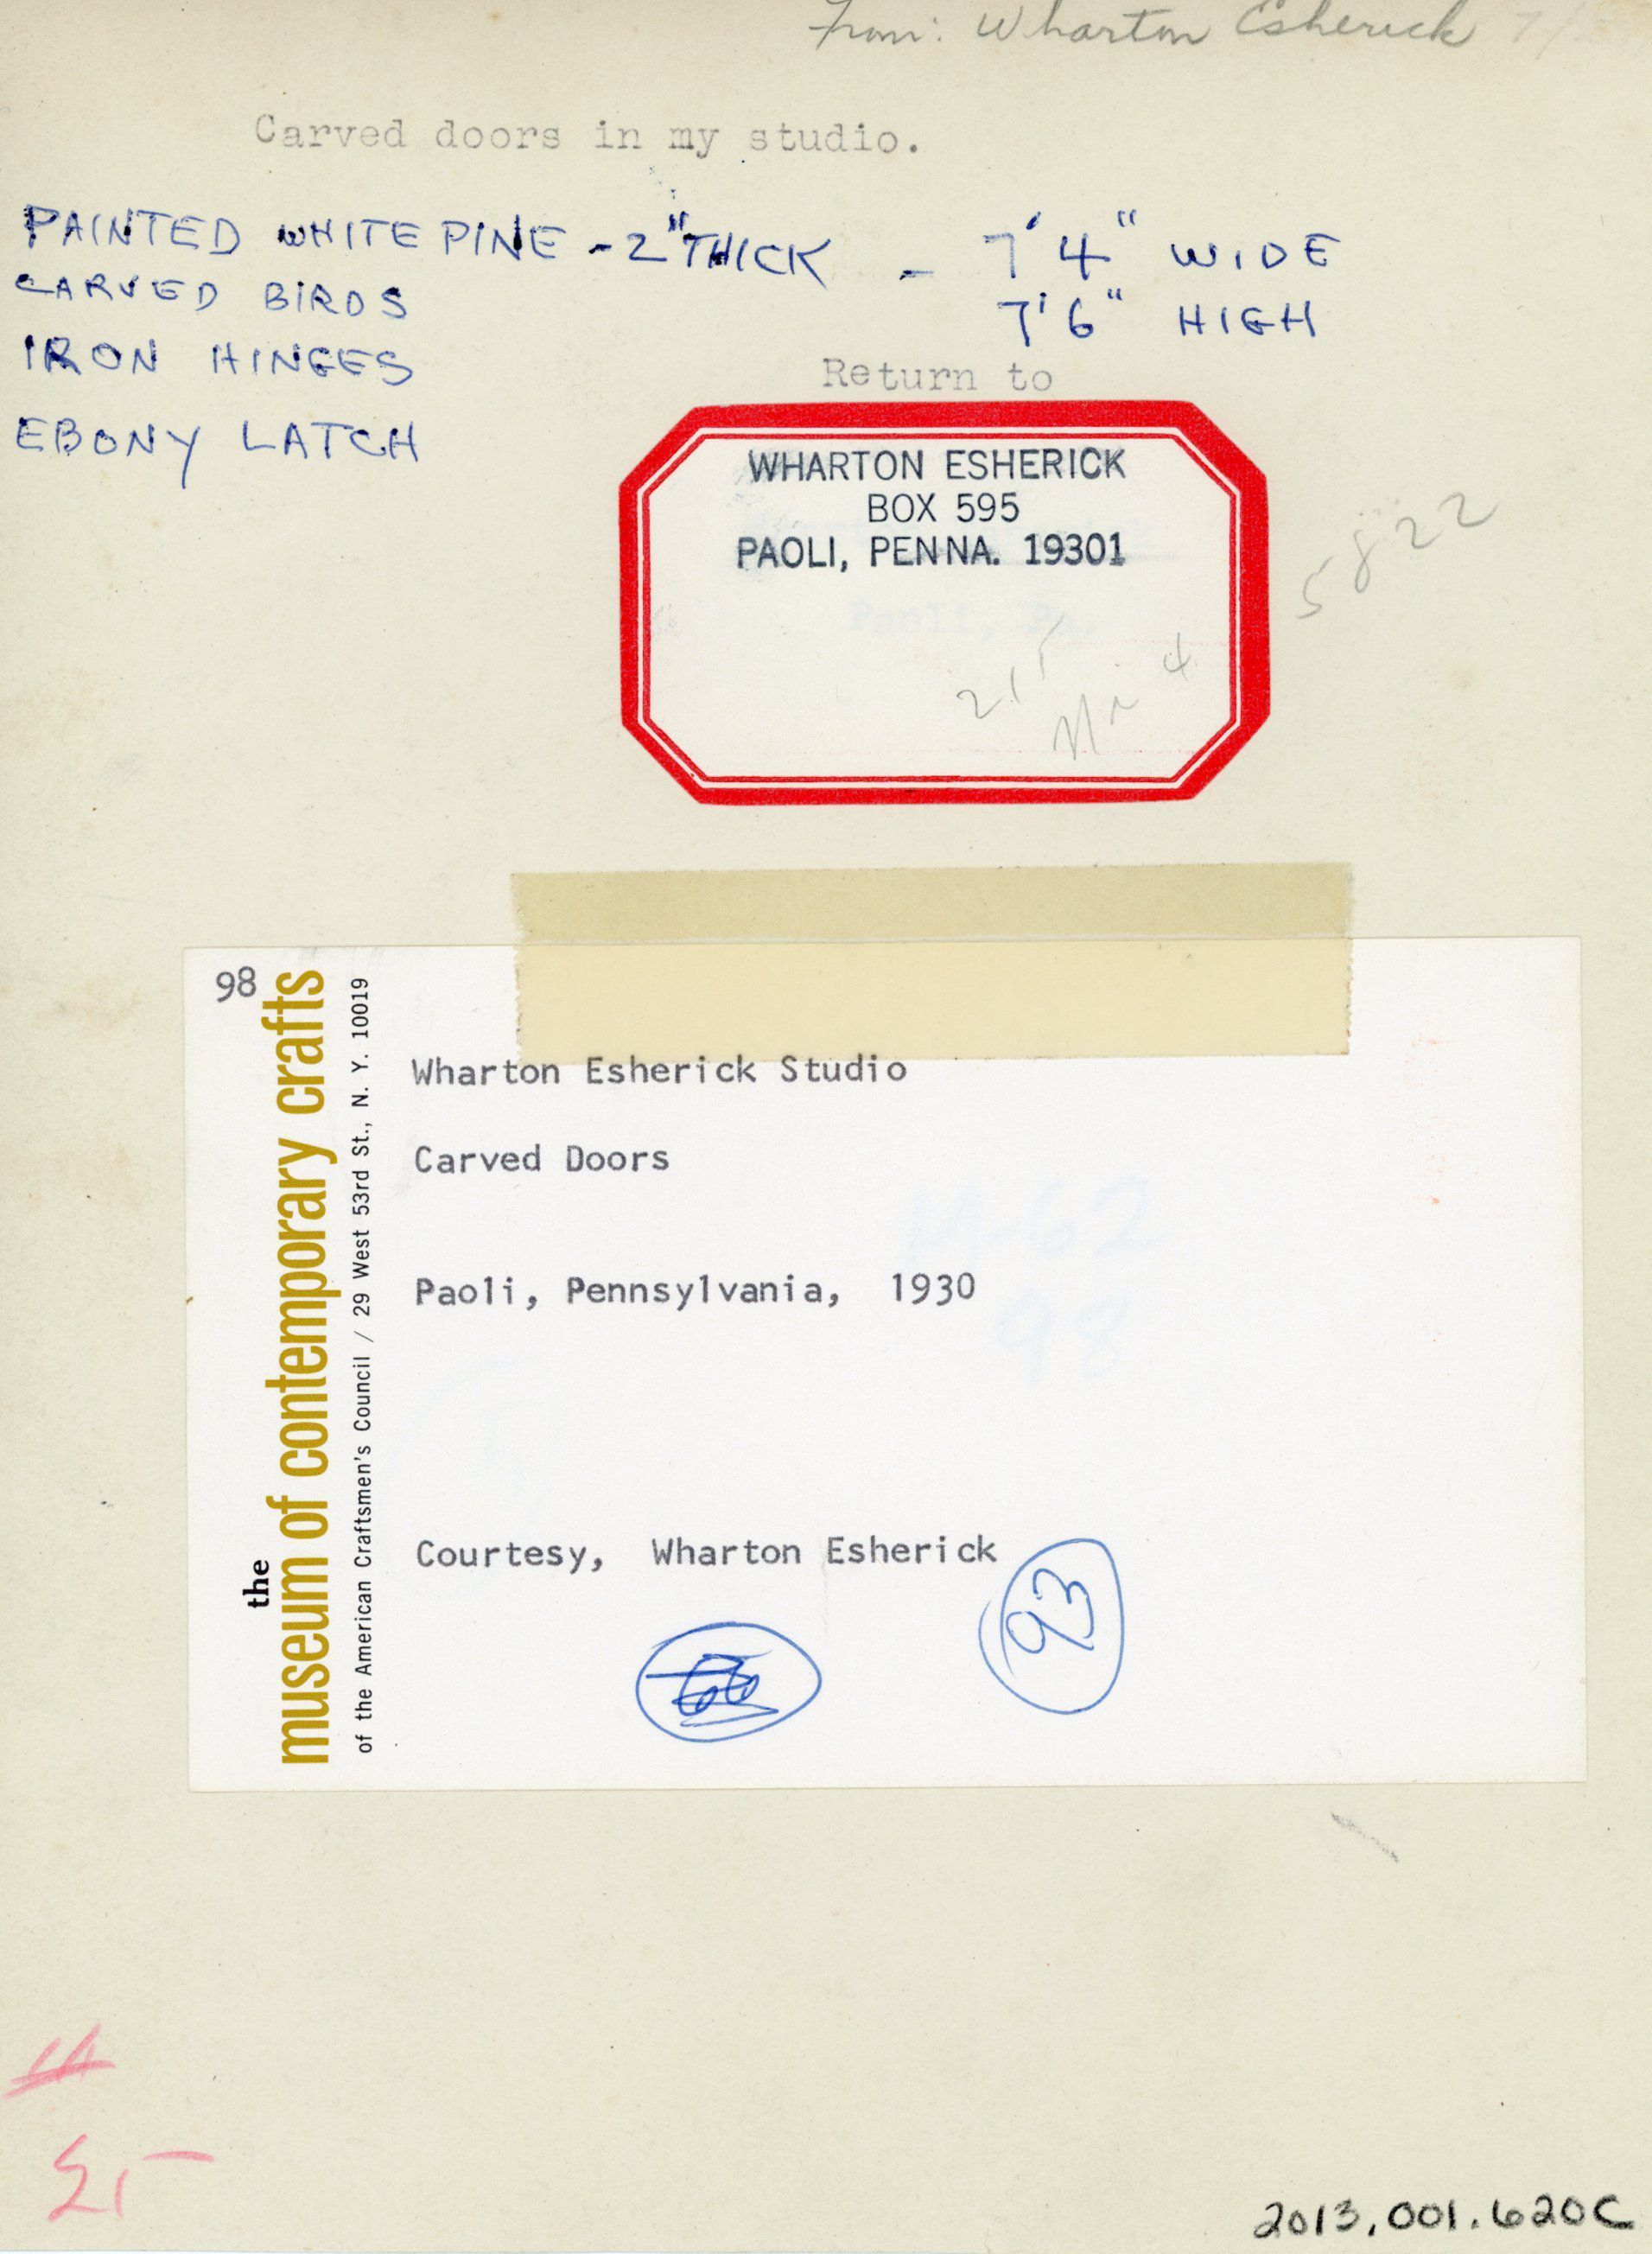 From: Wharton Esherick
Carved doors in my studio.
PAINTED WHITE PINE - 2" THICK - 7'4" WIDE
CARVED BIRDS
7'6" HIGH
IRON HINGES
Return to
EBONY LATCH
WHARTON ESHERICK
BOX 595
PAOLI, PENNA. 19301
Paoli, Pa.
5822
98
the
museum of contemporary crafts
of the American Craftsmen's Council / 29 West 53rd St., N. Y. 10019
Wharton Esherick Studio
Carved Doors
Paoli, Pennsylvania, 1930
98
Courtesy, Wharton Esherick
93
2013.001.620C